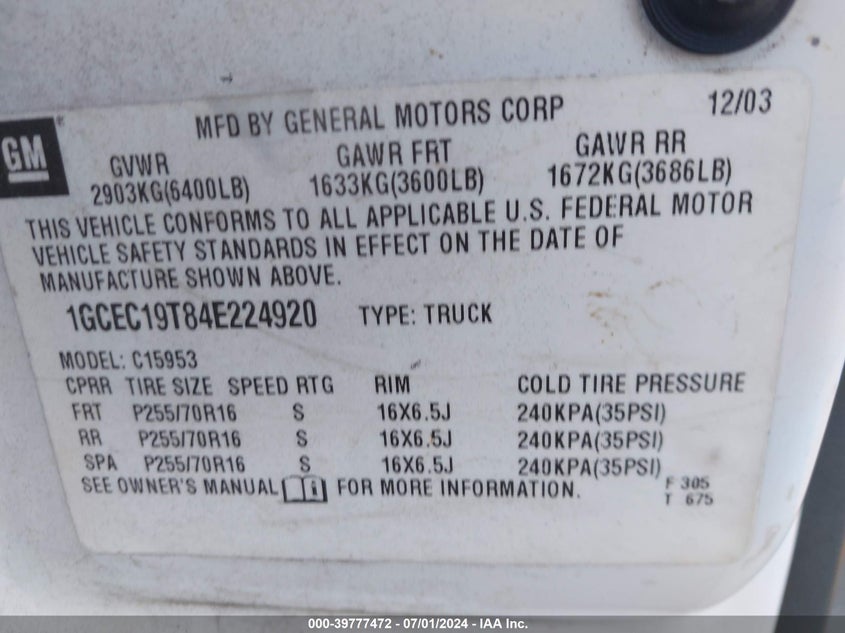 GM
MFD BY GENERAL MOTORS CORP 12/03
GVWR GAWR FRT GAWR RR
2903KG(6400LB) 1633KG(3600LB) 1672KG(3686LB)
THIS VEHICLE CONFORMS TO ALL APPLICABLE U.S. FEDERAL MOTOR
VEHICLE SAFETY STANDARDS IN EFFECT ON THE DATE OF
MANUFACTURE SHOWN ABOVE.
1GCEC19T84E224920 TYPE: TRUCK
MODEL: C15953
CPRR TIRE SIZE SPEED RTG RIM COLD TIRE PRESSURE
FRT P255/70R16 S 16X6.5J 240KPA(35PSI)
RR P255/70R16 S 16X6.5J 240KPA(35PSI)
SPA P255/70R16 S 16X6.5J 240KPA(35PSI)
SEE OWNER'S MANUAL FOR MORE INFORMATION.
F 305
T 675
000-39777472 - 07/01/2024 - IAA Inc.